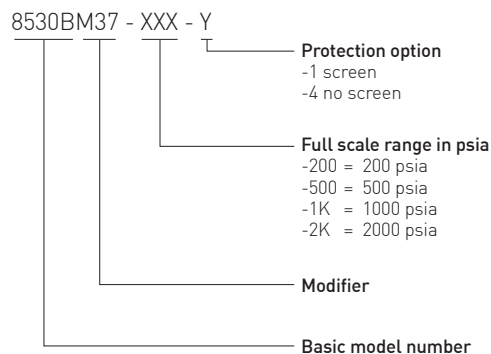 8530BM37 - XXX - Y
Protection option
-1 screen
-4 no screen
Full scale range in psia
-200 = 200 psia
-500 = 500 psia
-1K = 1000 psia
-2K = 2000 psia
Modifier
Basic model number